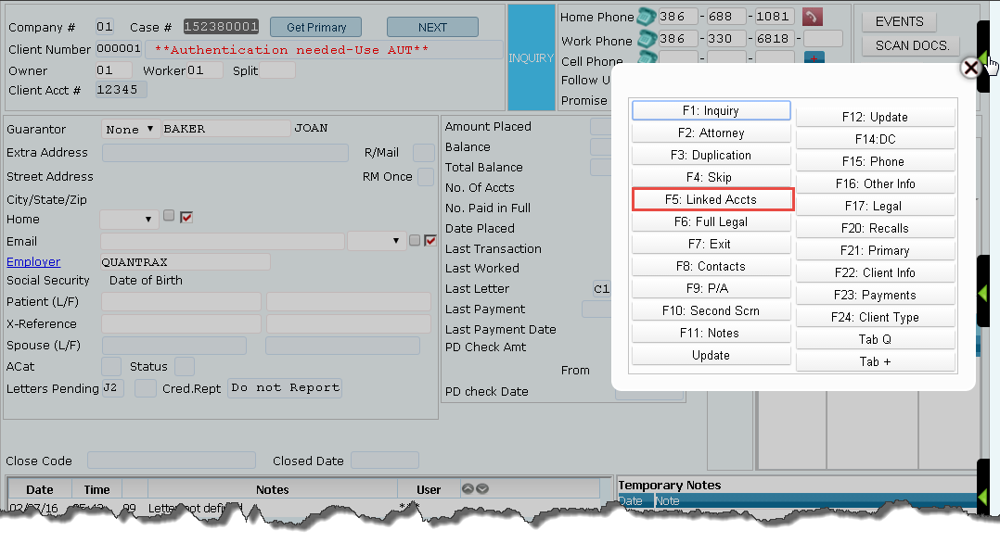 Company # 01 Case # 152380001 Get Primary NEXT
Client Number 000001 **Authentication needed-Use AUT**
Owner 01 Worker 01 Split
Client Acct # 12345
INQUIRY
Home Phone 386 - 688 - 1081
Work Phone 386 - 330 - 6818 -
Cell Phone - -
Follow U
Promise
EVENTS
SCAN DOCS.
Guarantor None BAKER JOAN
Extra Address R/Mail
Street Address RM Once
City/State/Zip
Home
Email
Employer QUANTRAX
Social Security Date of Birth
Patient (L/F)
X-Reference
Spouse (L/F)
ACat Status
Letters Pending J2 Cred.Rept Do not Report
Amount Placed
Balance
Total Balance
No. Of Accts
No. Paid in Full
Date Placed
Last Transaction
Last Worked
Last Letter C1
Last Payment
Last Payment Date
PD Check Amt
From
PD check Date
F1: Inquiry
F2: Attorney
F3: Duplication
F4: Skip
F5: Linked Accts
F6: Full Legal
F7: Exit
F8: Contacts
F9: P/A
F10: Second Scrn
F11: Notes
Update
F12: Update
F14:DC
F15: Phone
F16: Other Info
F17: Legal
F20: Recalls
F21: Primary
F22: Client Info
F23: Payments
F24: Client Type
Tab Q
Tab +
Close Code Closed Date
Date Time Notes User
Letter not def
Temporary Notes
Date Note